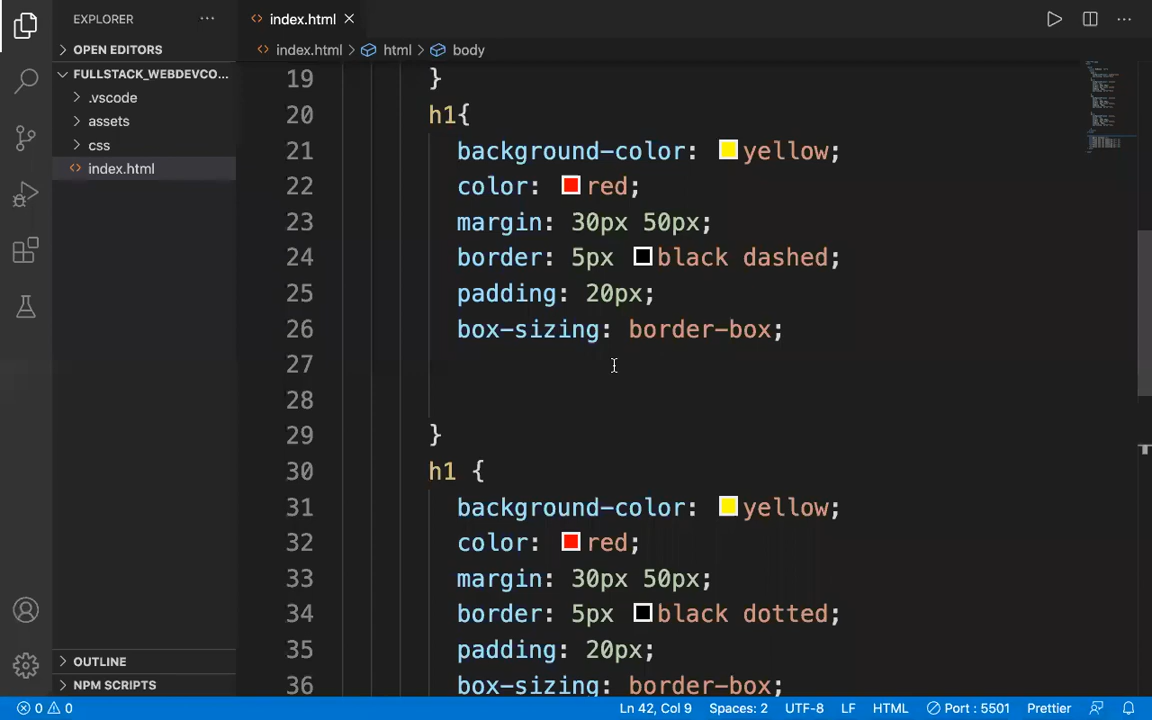 EXPLORER
index.html
OPEN EDITORS
index.html
html
body
FULLSTACK_WEBDEVCO...
.vscode
assets
css
index.html
19 }
20 h1{
21 background-color: yellow;
22 color: red;
23 margin: 30px 50px;
24 border: 5px black dashed;
25 padding: 20px;
26 box-sizing: border-box;
27
28
29 }
30 h1 {
31 background-color: yellow;
32 color: red;
33 margin: 30px 50px;
34 border: 5px black dotted;
35 padding: 20px;
36 box-sizing: border-box;
OUTLINE
NPM SCRIPTS
0 0 Ln 42, Col 9 Spaces: 2 UTF-8 LF HTML Port : 5501 Prettier